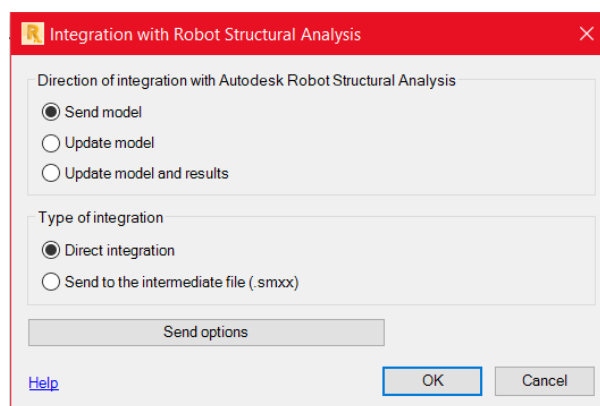 Integration with Robot Structural Analysis
Direction of integration with Autodesk Robot Structural Analysis
Send model
Update model
Update model and results
Type of integration
Direct integration
Send to the intermediate file (.smxx)
Send options
Help
OK
Cancel